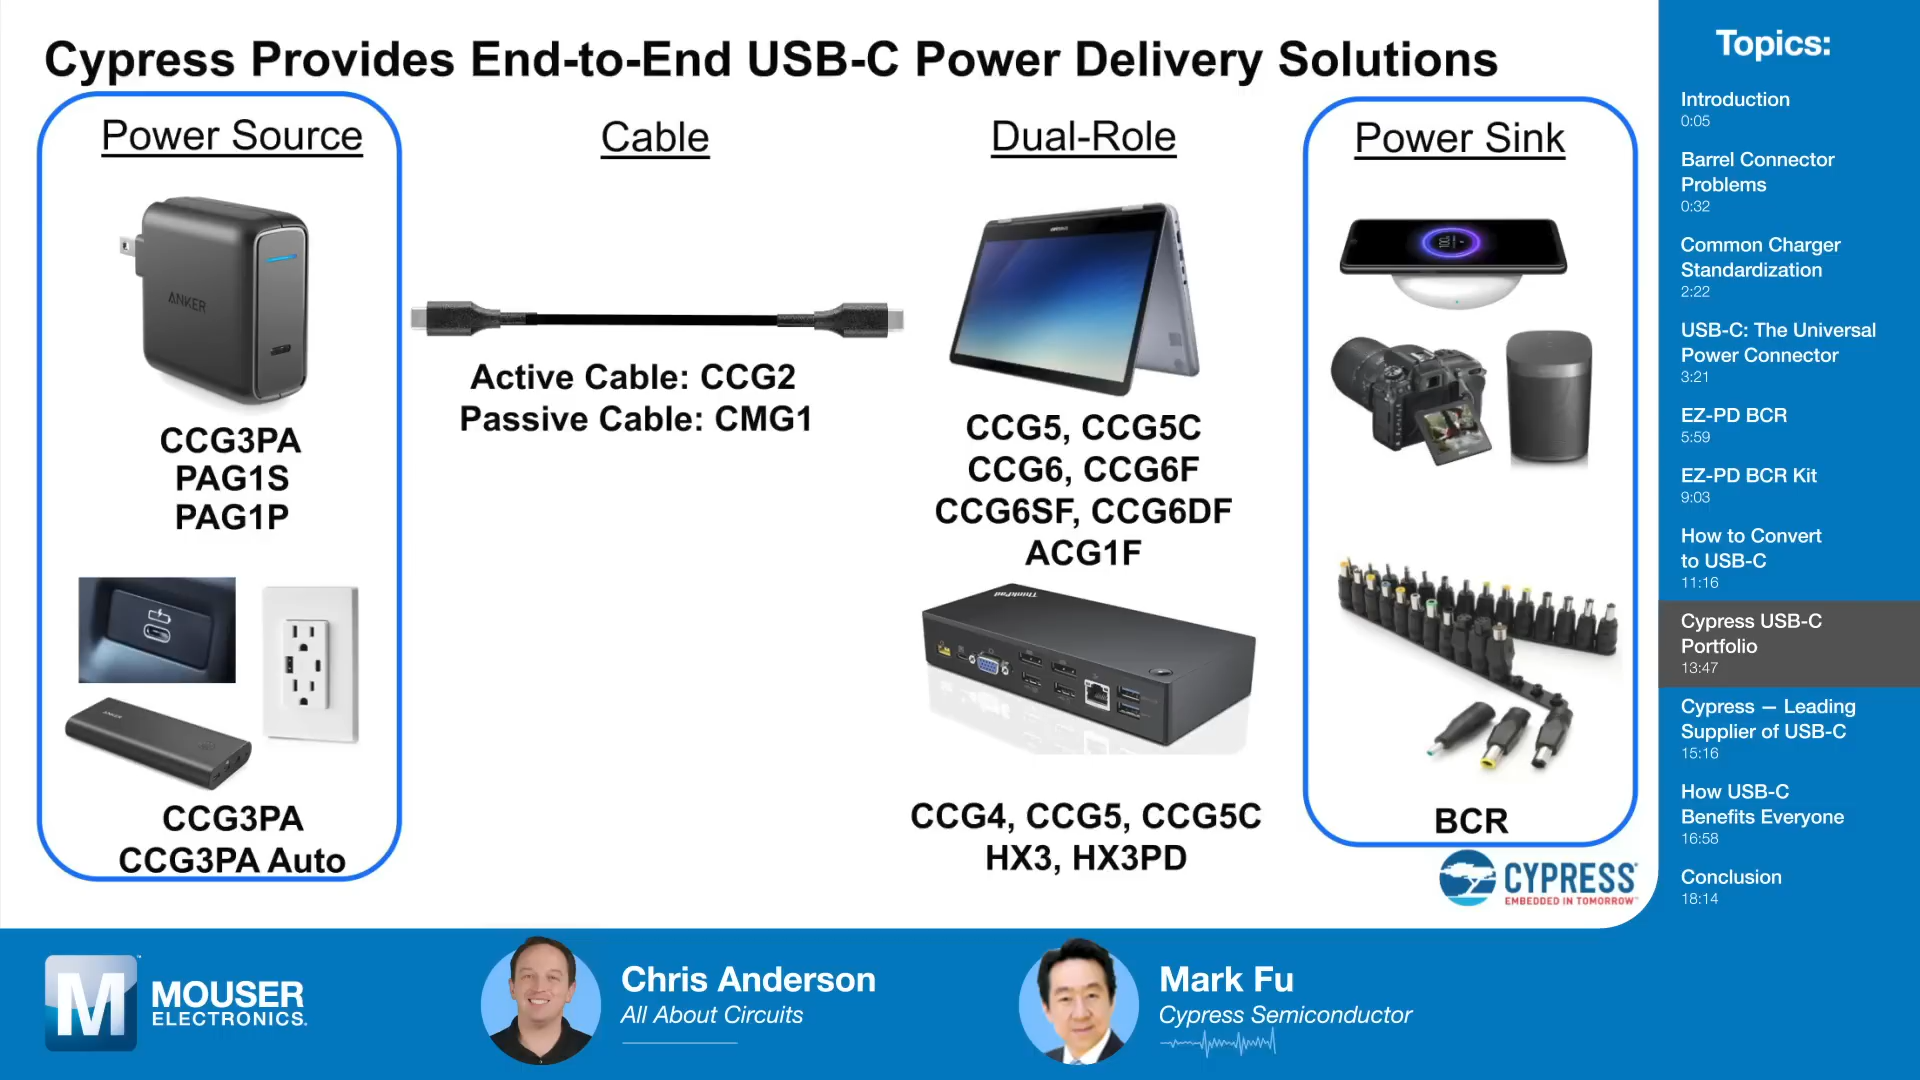 Cypress Provides End-to-End USB-C Power Delivery Solutions
Power Source
ANKER
CCG3PA
PAG1S
PAG1P
ANKER
CCG3PA
CCG3PA Auto
Cable
Active Cable: CCG2
Passive Cable: CMG1
Dual-Role
CCG5, CCG5C
CCG6, CCG6F
CCG6SF, CCG6DF
ACG1F
ThinkPad
CCG4, CCG5, CCG5C
HX3, HX3PD
Power Sink
BCR
CYPRESS
EMBEDDED IN TOMORROW
Topics:
Introduction
0:05
Barrel Connector
Problems
0:32
Common Charger
Standardization
2:22
USB-C: The Universal
Power Connector
3:21
EZ-PD BCR
5:59
EZ-PD BCR Kit
9:03
How to Convert
to USB-C
11:16
Cypress USB-C
Portfolio
13:47
Cypress — Leading
Supplier of USB-C
15:16
How USB-C
Benefits Everyone
16:58
Conclusion
18:14
M
MOUSER
ELECTRONICS.
Chris Anderson
All About Circuits
Mark Fu
Cypress Semiconductor